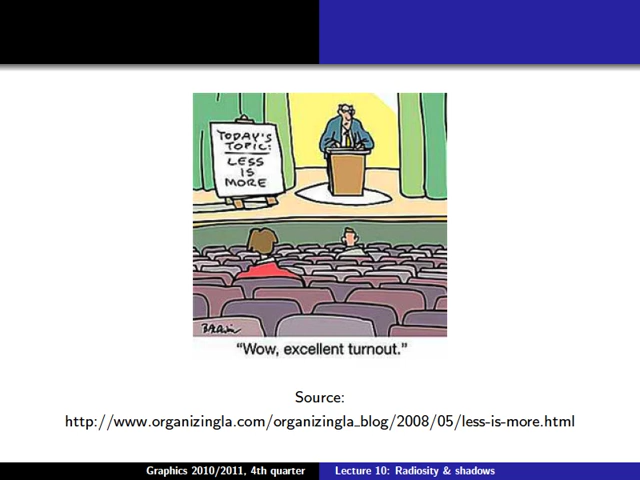 TODAY'S
TOPIC:
LESS
IS
MORE
"Wow, excellent turnout."
Source:
http://www.organizingla.com/organizingla_blog/2008/05/less-is-more.html
Graphics 2010/2011, 4th quarter
Lecture 10: Radiosity & shadows